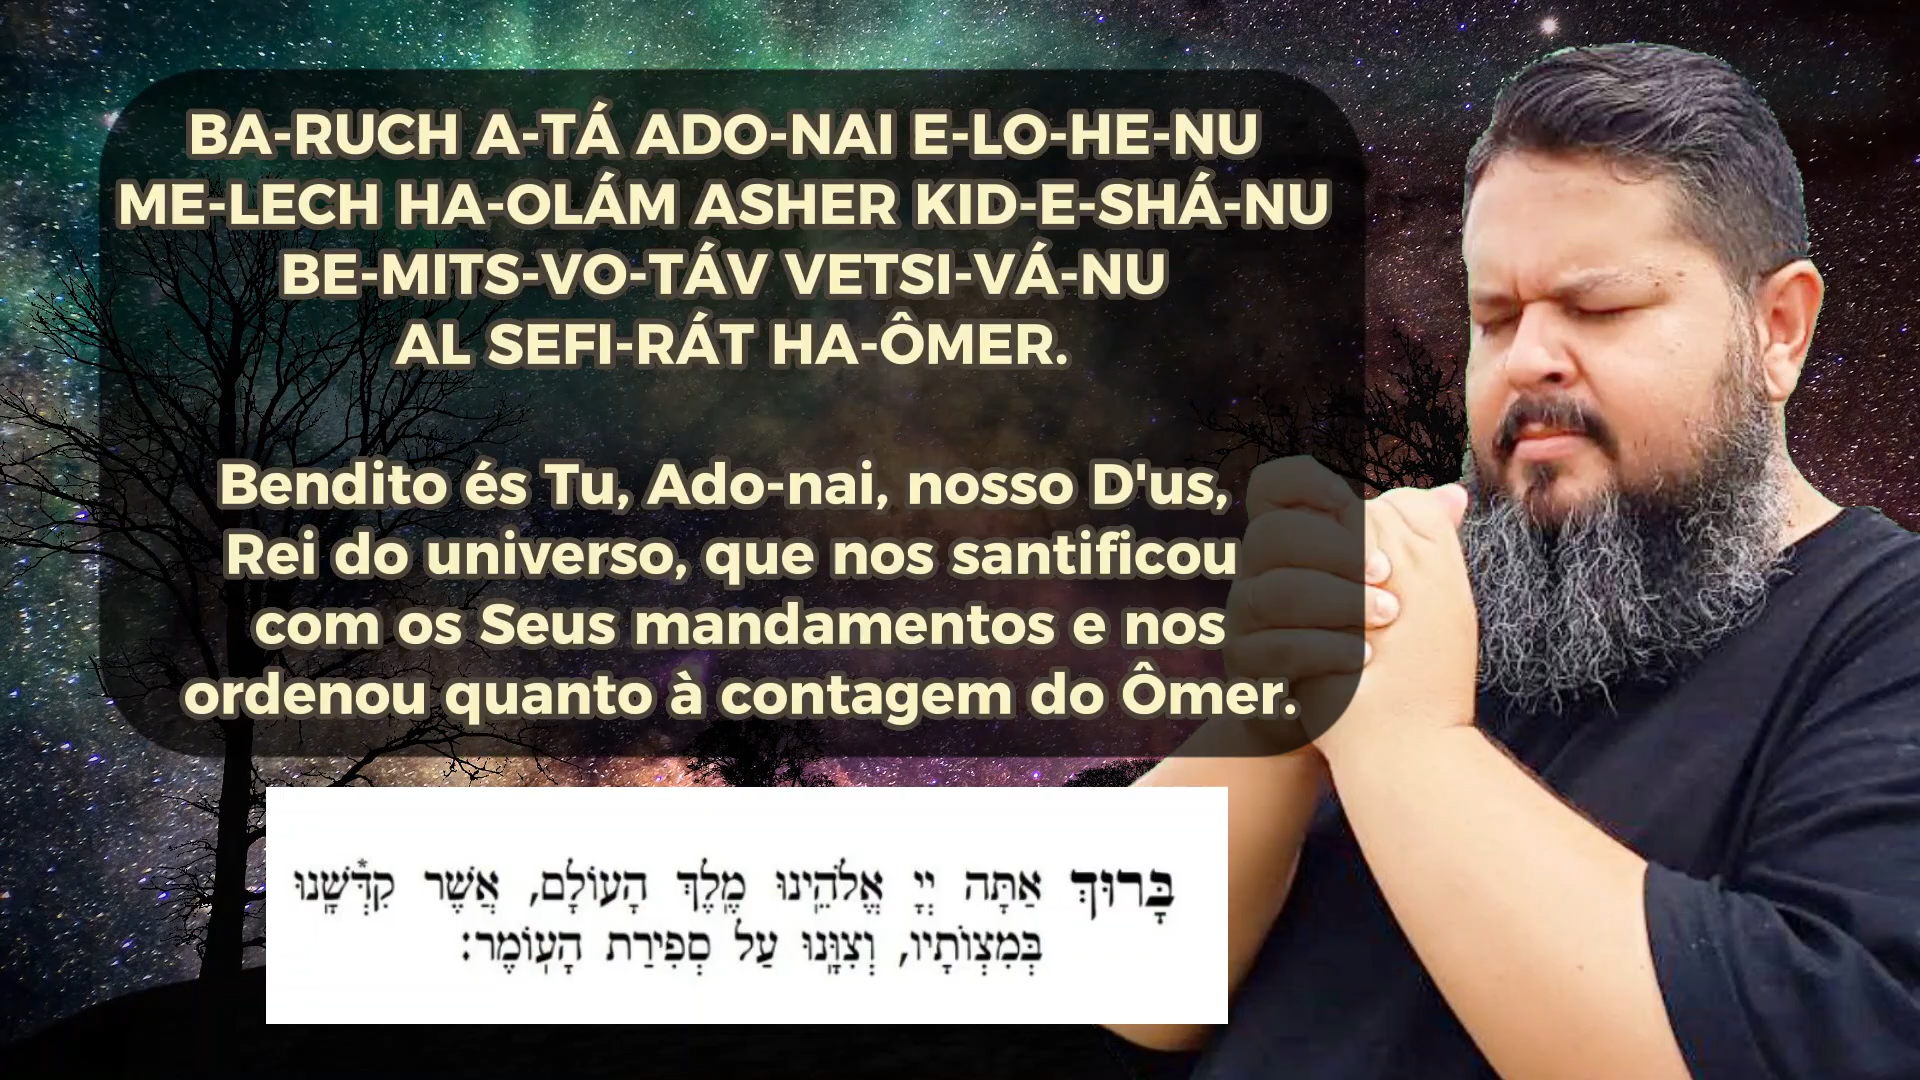 BA-RUCH A-TÁ ADO-NAI E-LO-HE-NU
ME-LECH HA-OLÁM ASHER KID-E-SHÁ-NU
BE-MITS-VO-TÁV VETSI-VÁ-NU
AL SEFI-RÁT HA-ÔMER.
Bendito és Tu, Ado-nai, nosso D'us,
Rei do universo, que nos santificou
com os Seus mandamentos e nos
ordenou quanto à contagem do Ômer.
בָּרוּךְ אַתָּה יְיָ אֱלֹהֵינוּ מֶלֶךְ הָעוֹלָם, אֲשֶׁר קִדְּ*שָׁנוּ
בְּמִצְוֹתָיו, וְצִוָּנוּ עַל סְפִירַת הָעוֹמֶר: